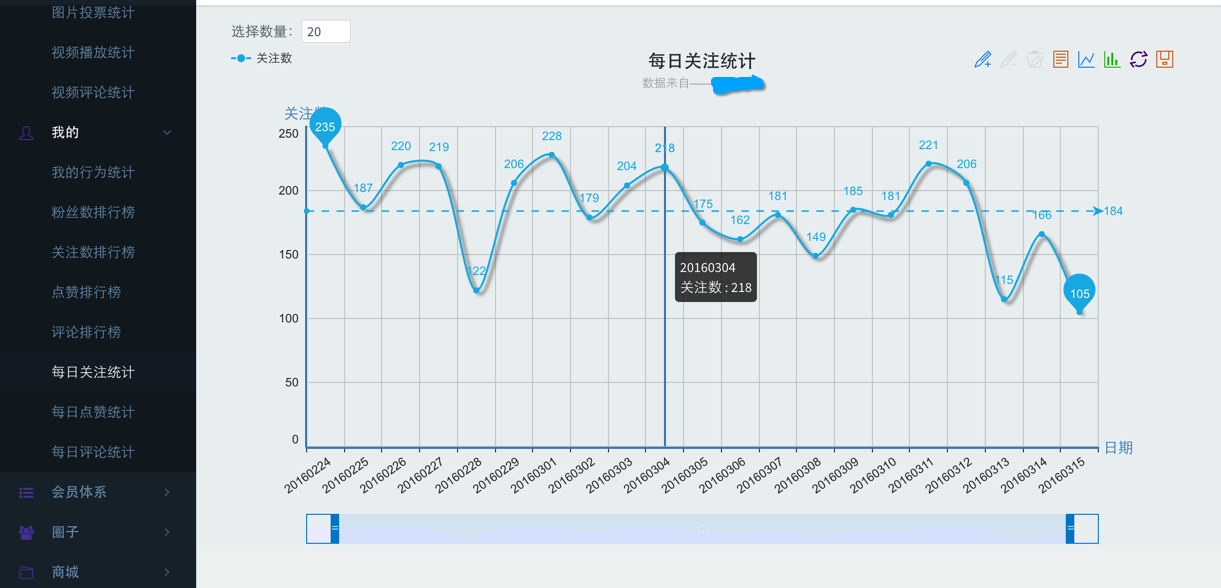 图片投票统计
视频播放统计
视频评论统计
我的
我的行为统计
粉丝数排行榜
关注数排行榜
点赞排行榜
评论排行榜
每日关注统计
每日点赞统计
每日评论统计
会员体系
圈子
商城
选择数量: 20
关注数
每日关注统计
数据来自——
关注数
250
200
150
100
50
0
235
187
220
219
122
206
228
179
204
218
175
162
181
149
185
181
221
206
115
166
105
184
20160304
关注数 : 218
日期
20160224
20160225
20160226
20160227
20160228
20160229
20160301
20160302
20160303
20160304
20160305
20160306
20160307
20160308
20160309
20160310
20160311
20160312
20160313
20160314
20160315